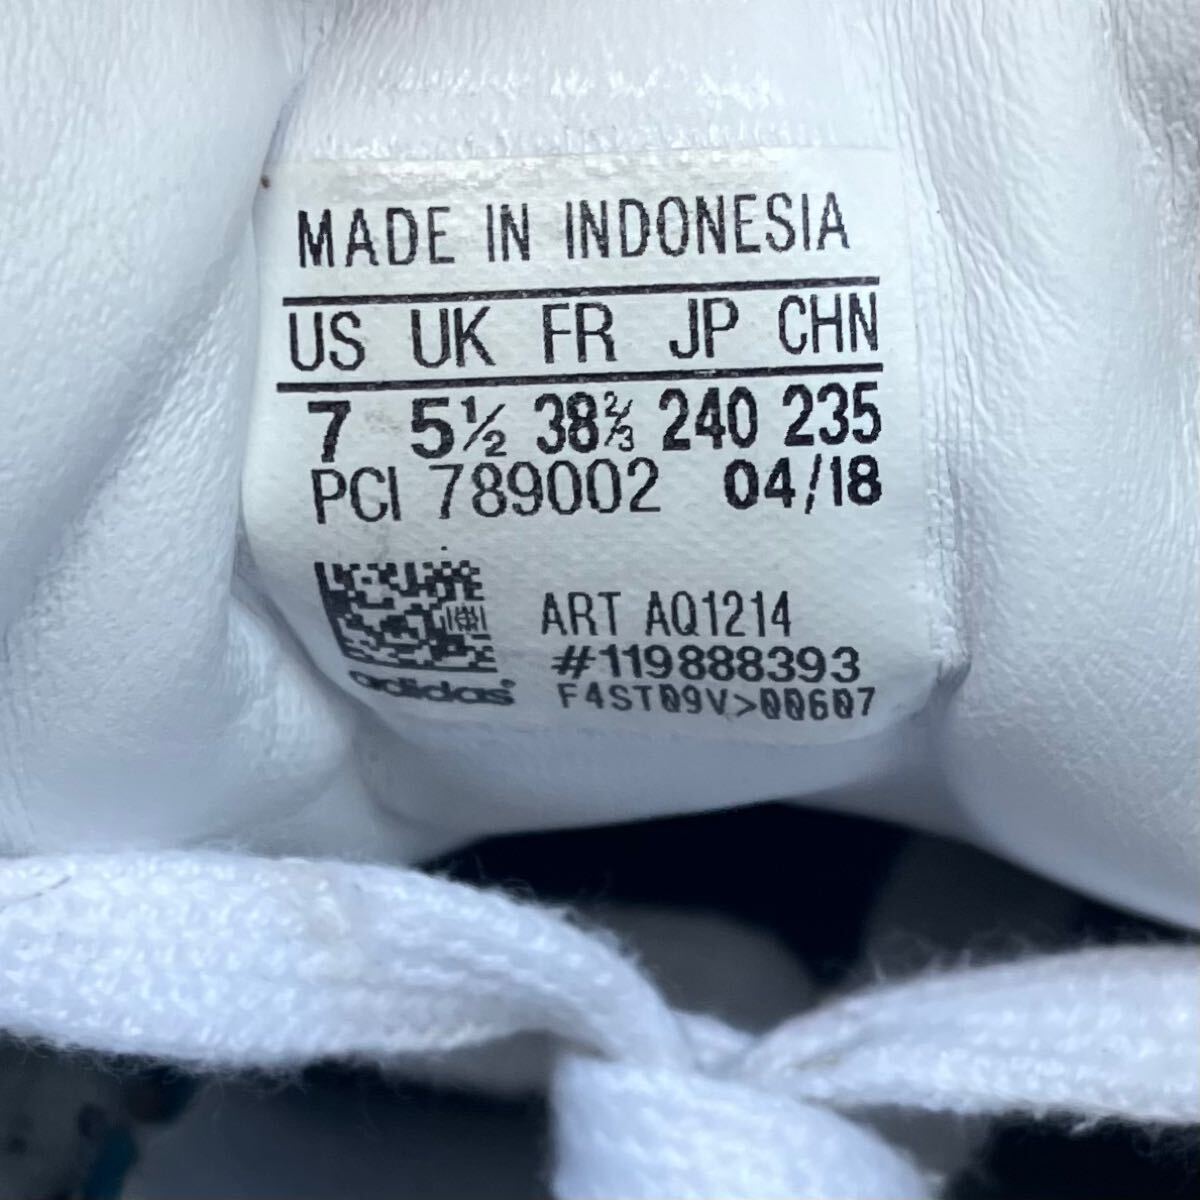 MADE IN INDONESIA
US UK FR JP CHN
7 5½ 38⅔ 240 235
PCI 789002 04/18
ART AQ1214
#119888393
adidas F4ST09V>00607